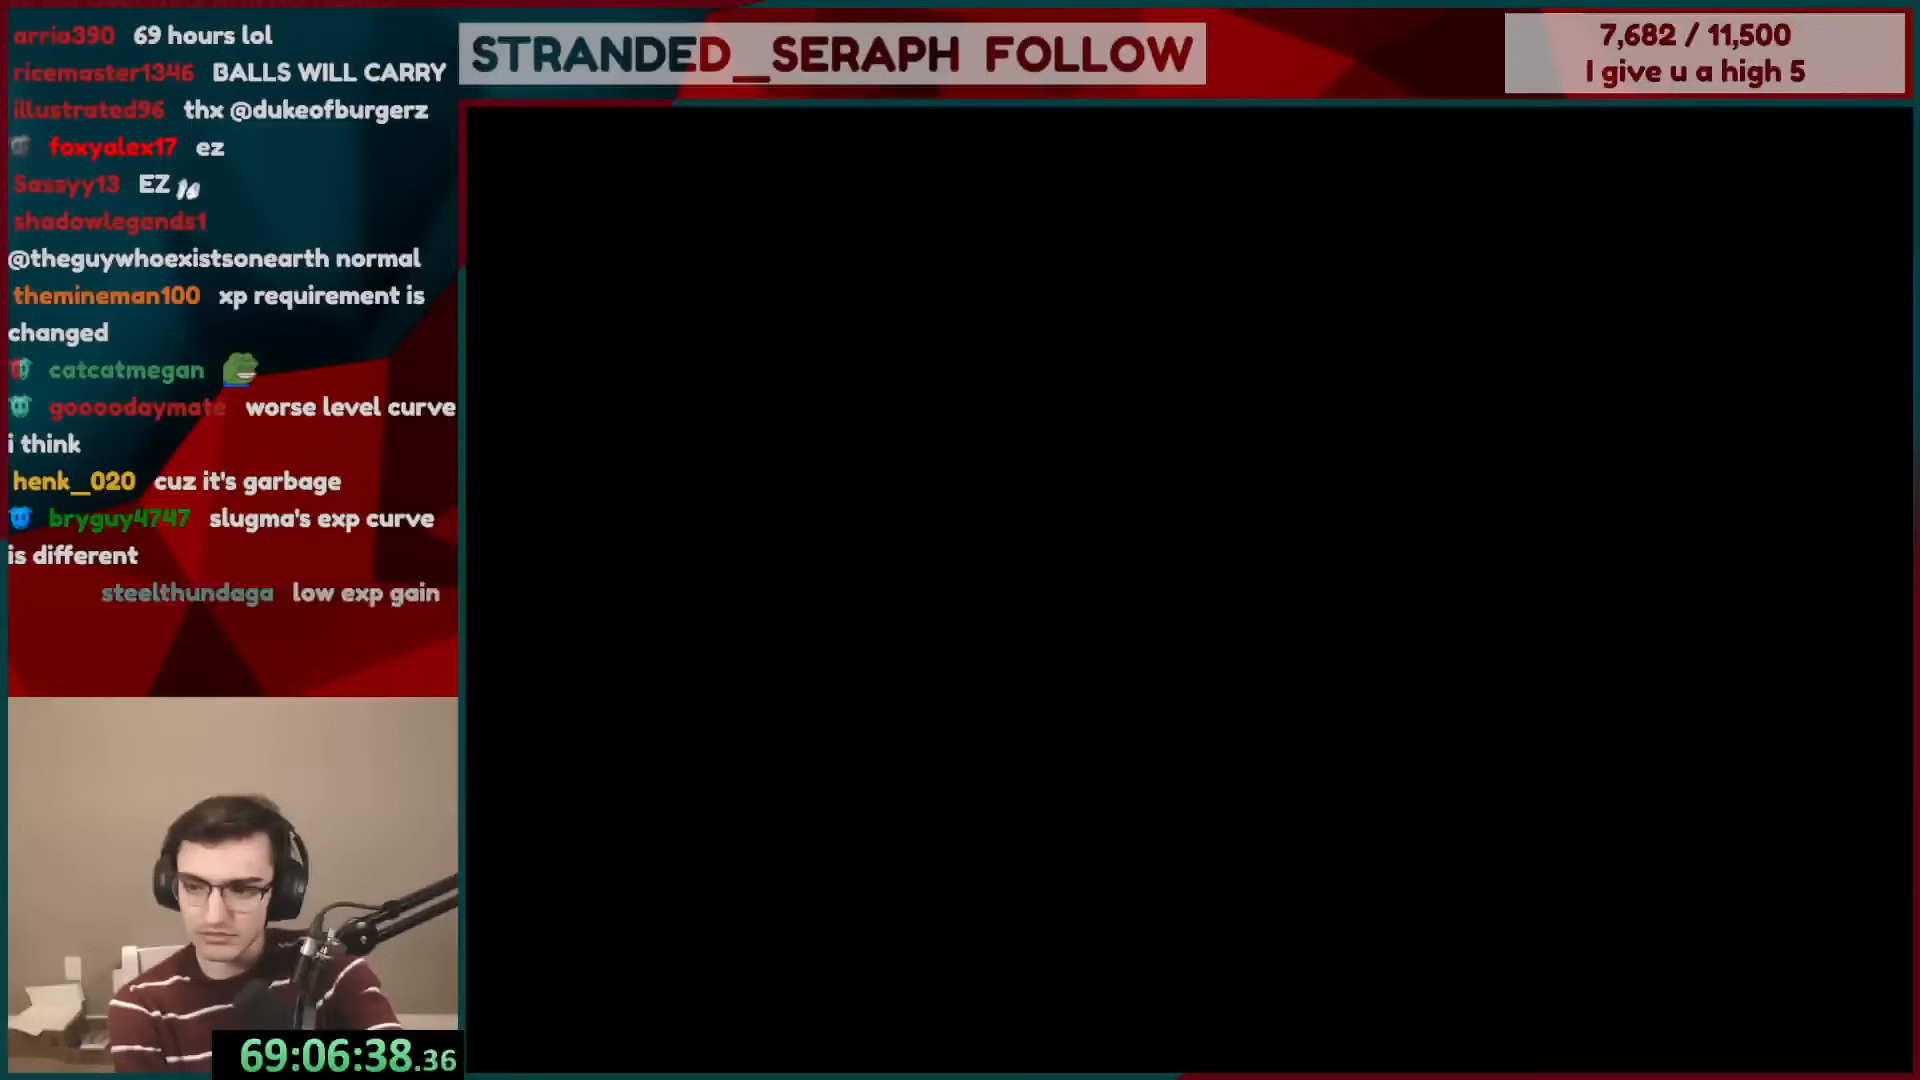 arria390 69 hours lol
ricemaster1346 BALLS WILL CARRY
illustrated96 thx @dukeofburgerz
foxyalex17 ez
Sassyy13 EZ
shadowlegends1
@theguywhoexistsonearth normal
themineman100 xp requirement is
changed
catcatmegan
goooodaymate worse level curve
i think
henk_020 cuz it's garbage
bryguy4747 slugma's exp curve
is different
steelthundaga low exp gain
STRANDED_SERAPH FOLLOW
7,682 / 11,500
I give u a high 5
69:06:38.36